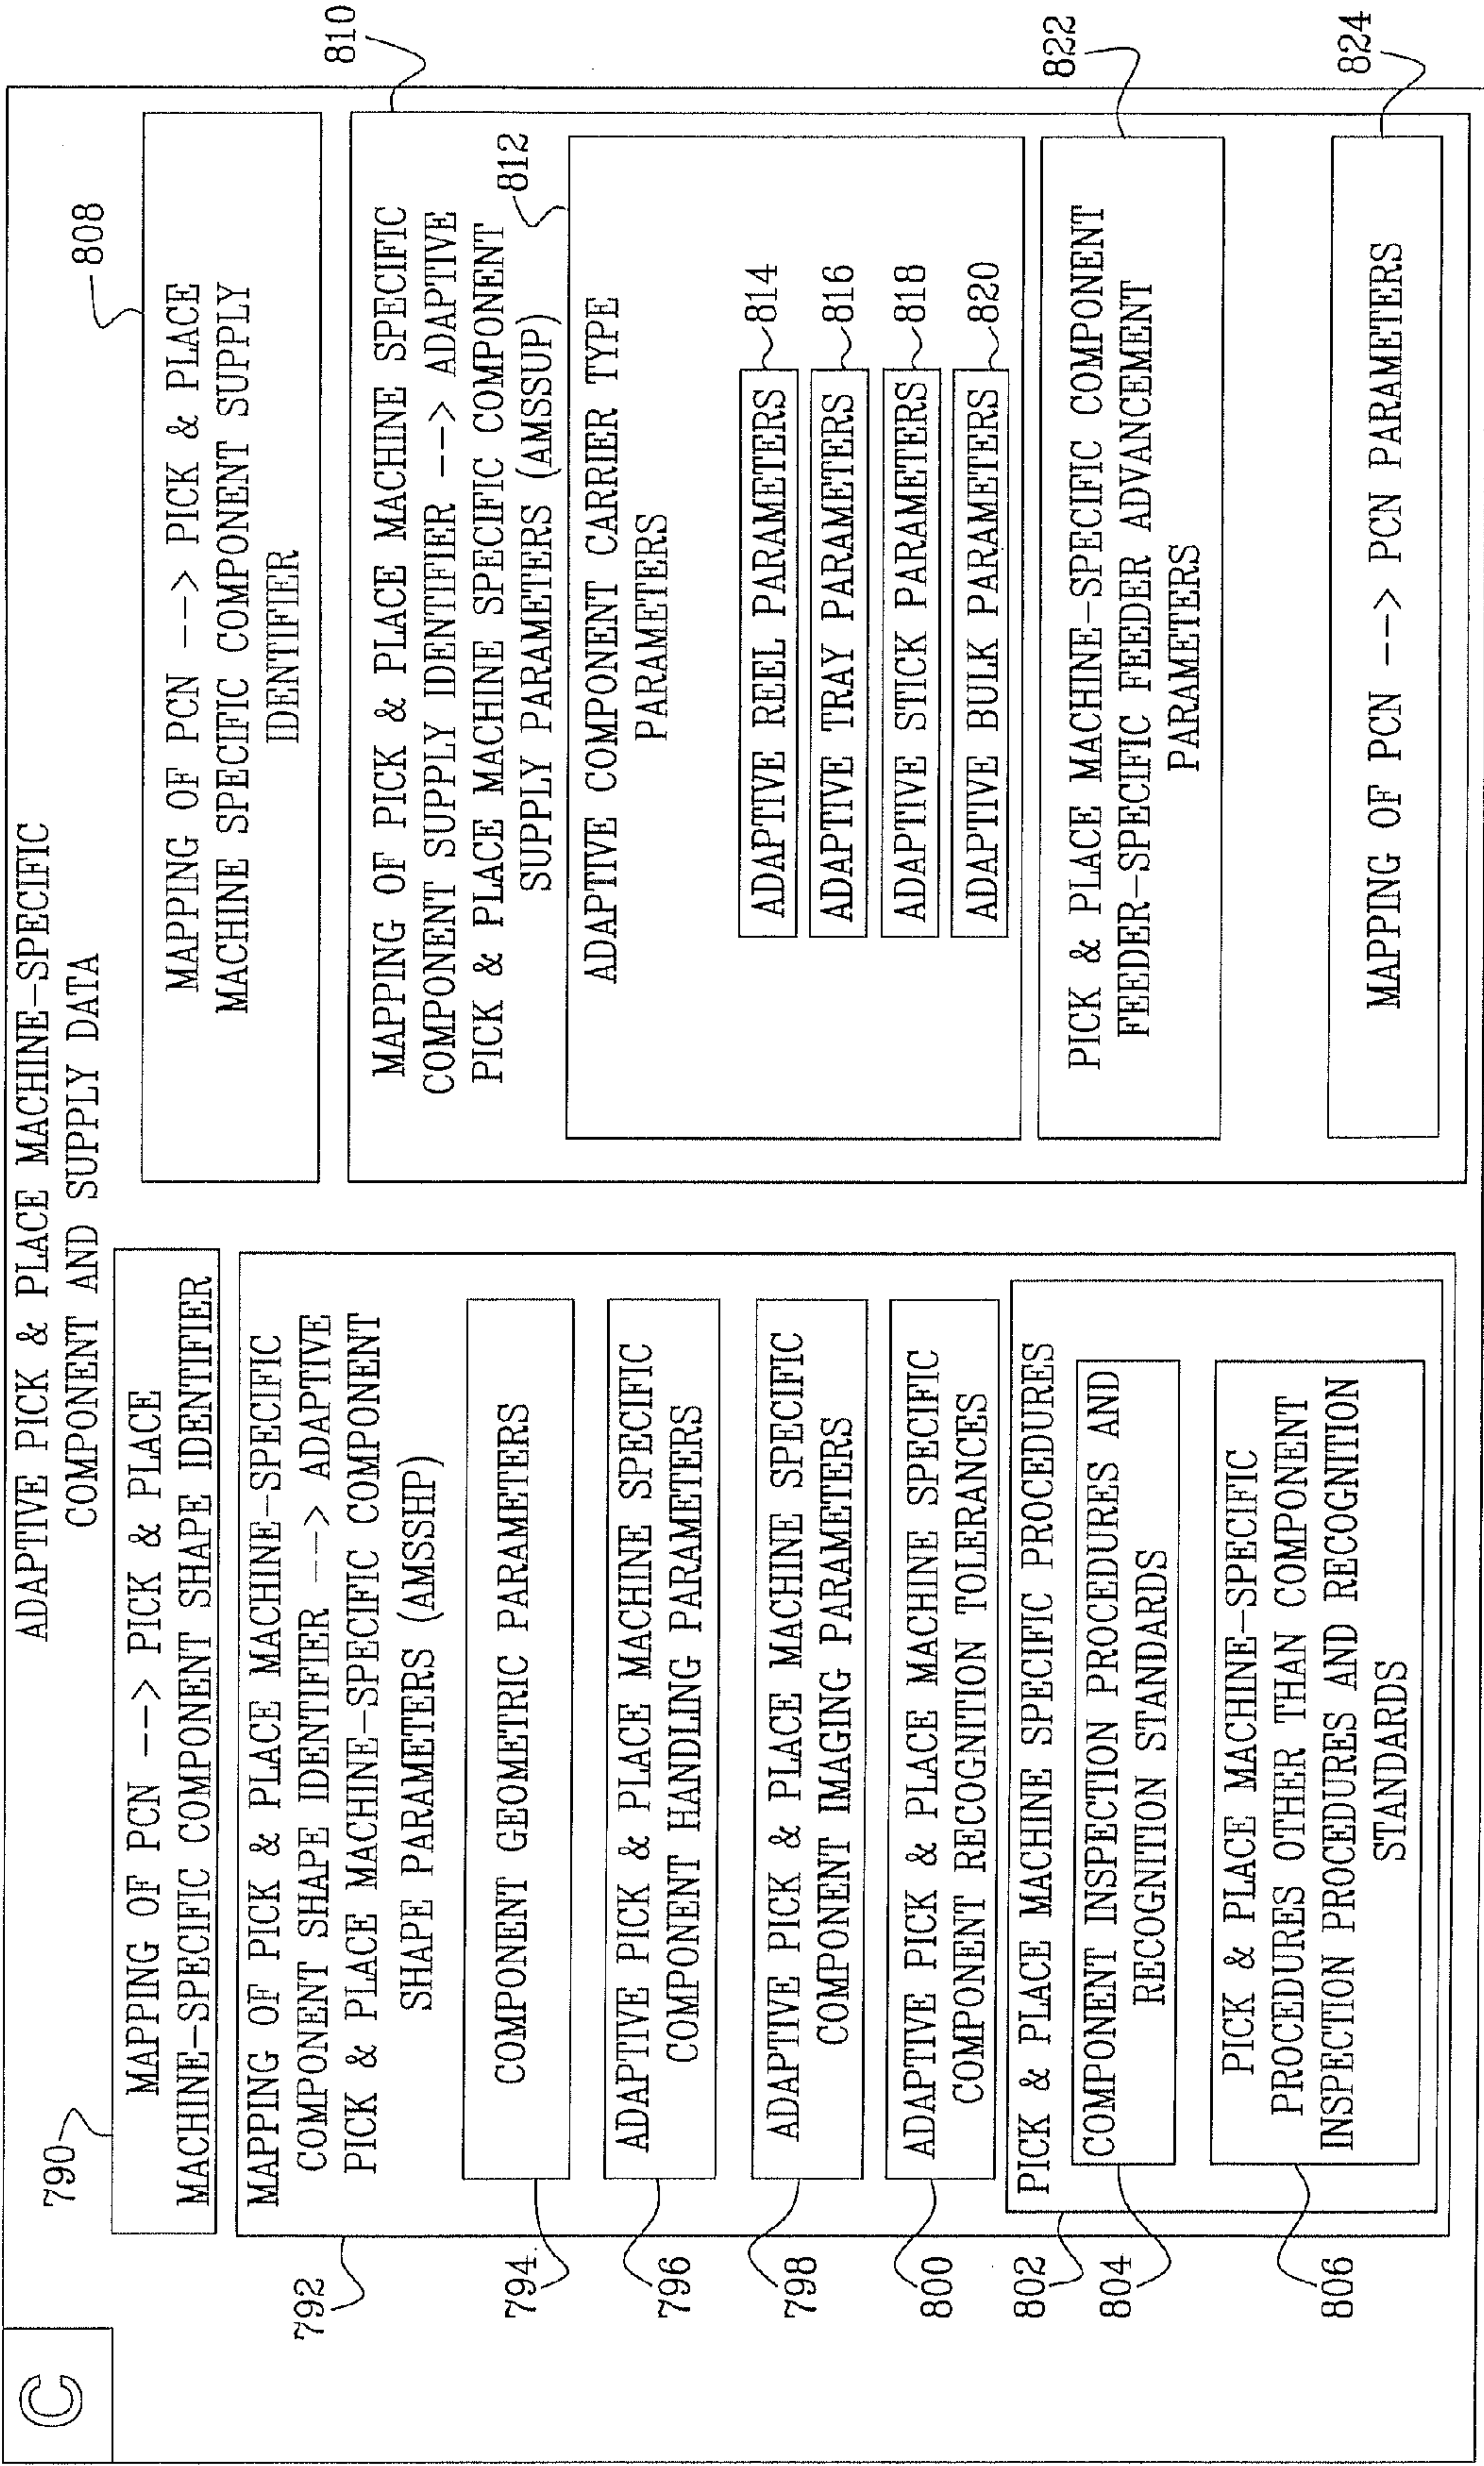 C
ADAPTIVE PICK & PLACE MACHINE-SPECIFIC
COMPONENT AND SUPPLY DATA
790
MAPPING OF PCN --> PICK & PLACE
MACHINE-SPECIFIC COMPONENT SHAPE IDENTIFIER
792
MAPPING OF PICK & PLACE MACHINE-SPECIFIC
COMPONENT SHAPE IDENTIFIER --> ADAPTIVE
PICK & PLACE MACHINE-SPECIFIC COMPONENT
SHAPE PARAMETERS (AMSSHP)
794
COMPONENT GEOMETRIC PARAMETERS
796
ADAPTIVE PICK & PLACE MACHINE SPECIFIC
COMPONENT HANDLING PARAMETERS
798
ADAPTIVE PICK & PLACE MACHINE SPECIFIC
COMPONENT IMAGING PARAMETERS
800
ADAPTIVE PICK & PLACE MACHINE SPECIFIC
COMPONENT RECOGNITION TOLERANCES
802
PICK & PLACE MACHINE SPECIFIC PROCEDURES
804
COMPONENT INSPECTION PROCEDURES AND
RECOGNITION STANDARDS
806
PICK & PLACE MACHINE-SPECIFIC
PROCEDURES OTHER THAN COMPONENT
INSPECTION PROCEDURES AND RECOGNITION
STANDARDS
808
MAPPING OF PCN --> PICK & PLACE
MACHINE SPECIFIC COMPONENT SUPPLY
IDENTIFIER
810
MAPPING OF PICK & PLACE MACHINE SPECIFIC
COMPONENT SUPPLY IDENTIFIER --> ADAPTIVE
PICK & PLACE MACHINE SPECIFIC COMPONENT
SUPPLY PARAMETERS (AMSSUP)
812
ADAPTIVE COMPONENT CARRIER TYPE
PARAMETERS
ADAPTIVE REEL PARAMETERS 814
ADAPTIVE TRAY PARAMETERS 816
ADAPTIVE STICK PARAMETERS 818
ADAPTIVE BULK PARAMETERS 820
822
PICK & PLACE MACHINE-SPECIFIC COMPONENT
FEEDER-SPECIFIC FEEDER ADVANCEMENT
PARAMETERS
824
MAPPING OF PCN --> PCN PARAMETERS